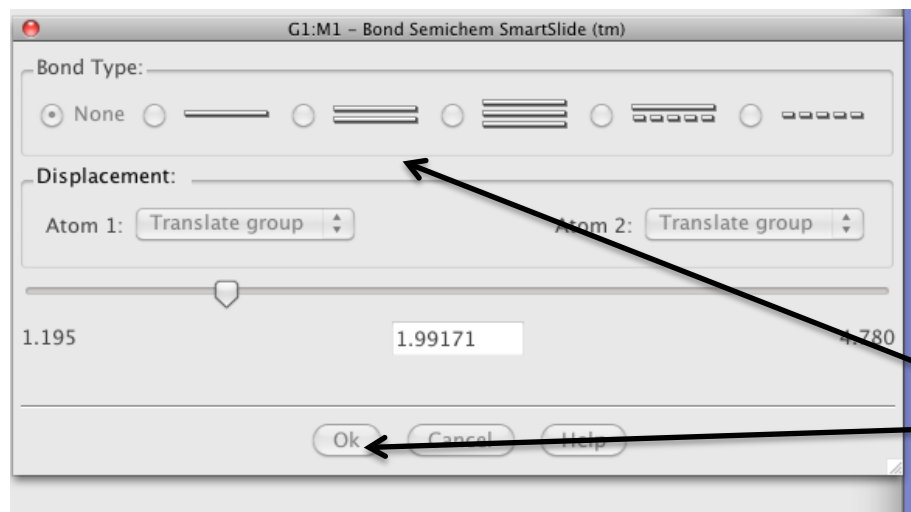 G1:M1 – Bond Semichem SmartSlide (tm)
Bond Type:
None
Displacement:
Atom 1: Translate group Atom 2: Translate group
1.195 1.99171 4.780
Ok Cancel Help